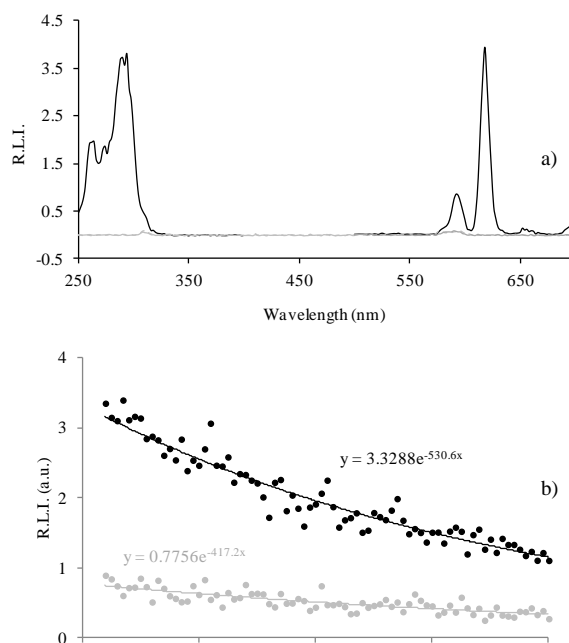 4.5
3.5
2.5
1.5
0.5
-0.5
R.L.I.
a)
250 350 450 550 650
Wavelength (nm)
4
3
2
1
0
R.L.I. (a.u.)
y = 3.3288e-530.6x
b)
y = 0.7756e-417.2x